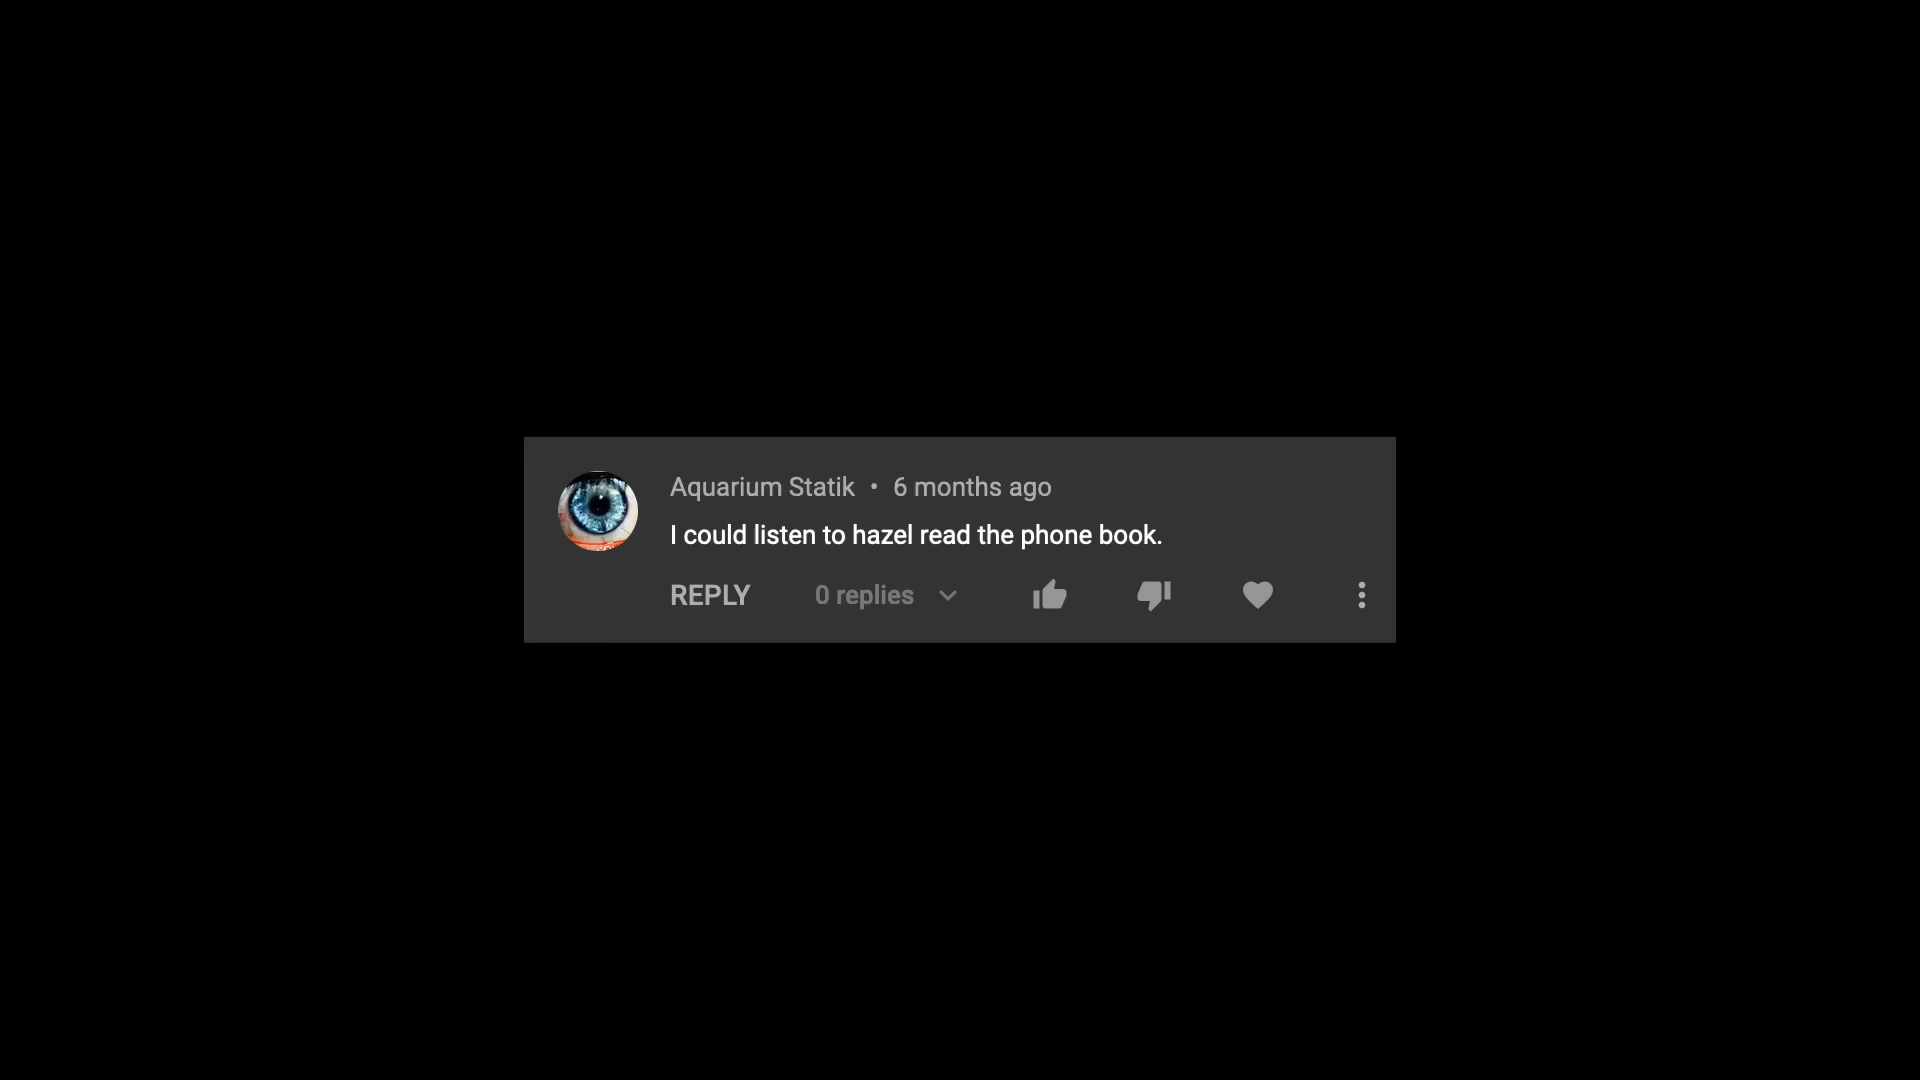 Aquarium Statik • 6 months ago
I could listen to hazel read the phone book.
REPLY 0 replies